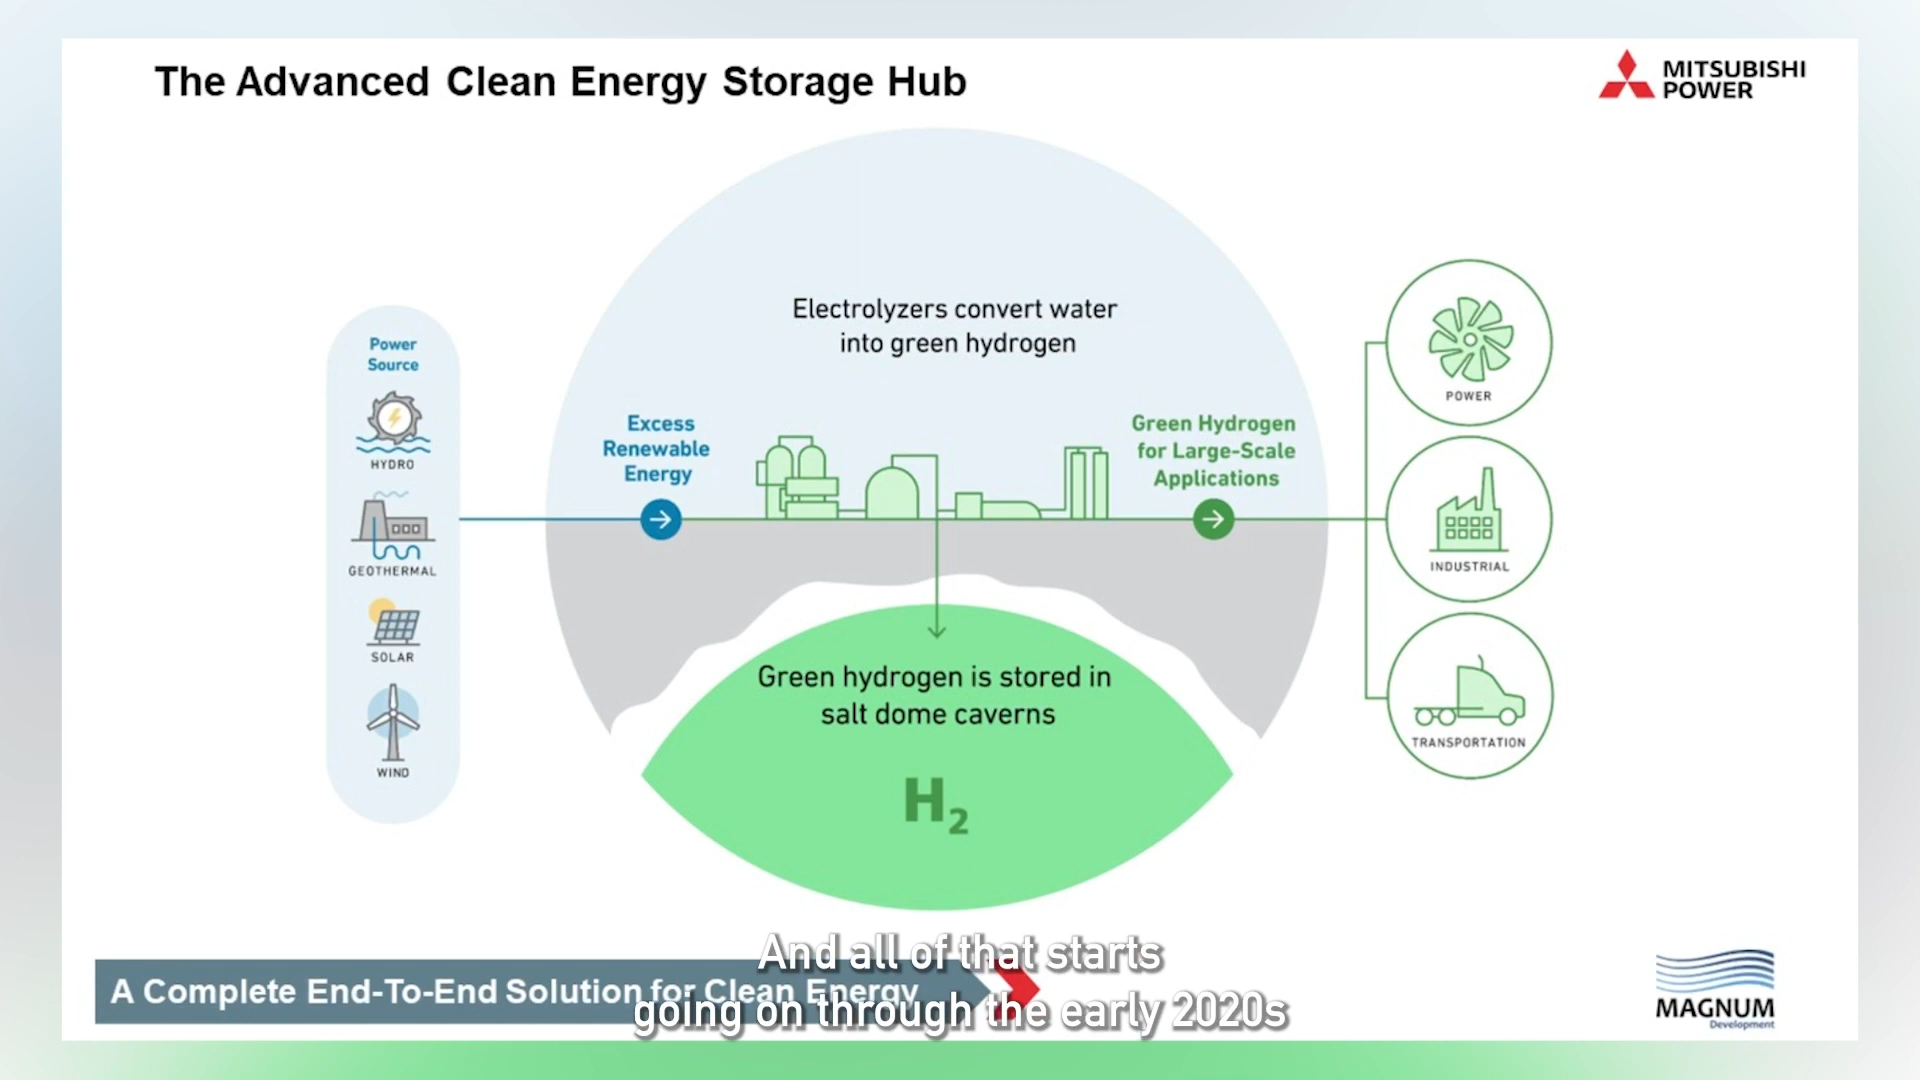 The Advanced Clean Energy Storage Hub
MITSUBISHI
POWER
Electrolyzers convert water
into green hydrogen
Power
Source
HYDRO
GEOTHERMAL
SOLAR
WIND
Excess
Renewable
Energy
Green Hydrogen
for Large-Scale
Applications
POWER
INDUSTRIAL
TRANSPORTATION
Green hydrogen is stored in
salt dome caverns
H₂
A Complete End-To-End Solution for Clean Energy
And all of that starts
going on through the early 2020s
MAGNUM
Development